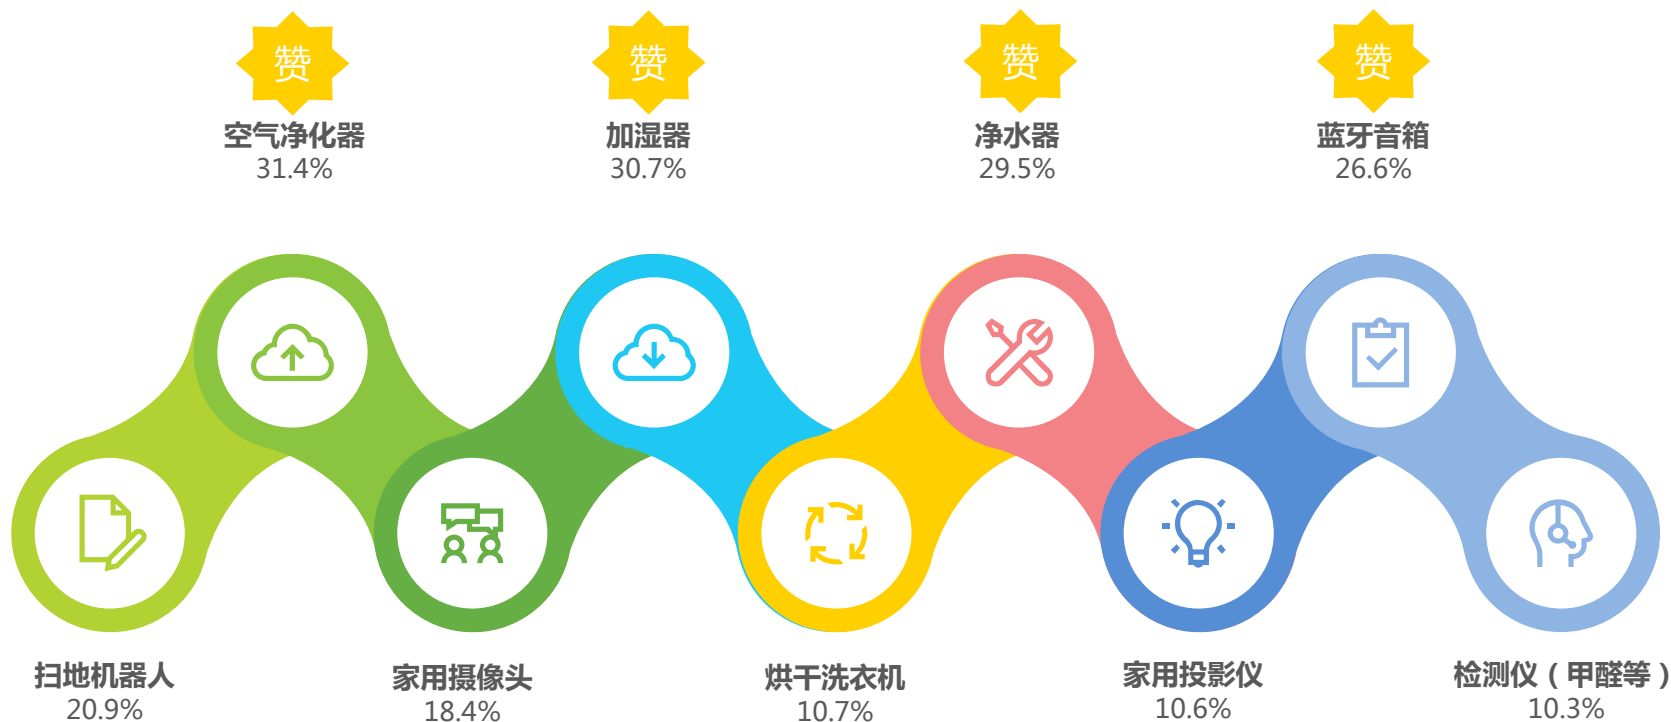 赞
赞
赞
赞
空气净化器
31.4%
加湿器
30.7%
净水器
29.5%
蓝牙音箱
26.6%
扫地机器人
20.9%
家用摄像头
18.4%
烘干洗衣机
10.7%
家用投影仪
10.6%
检测仪（甲醛等）
10.3%